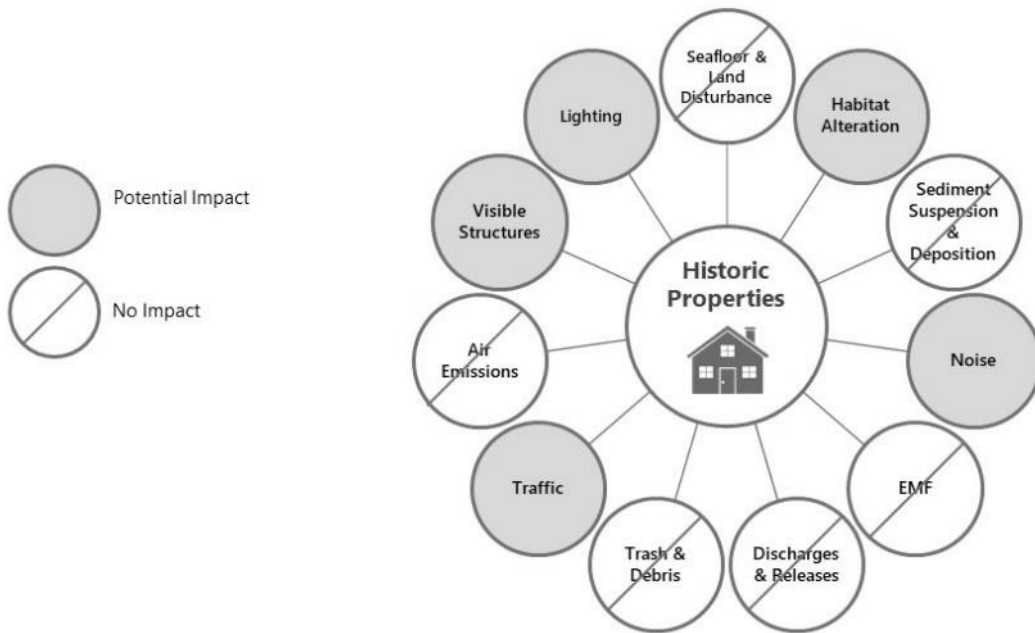 Potential Impact
No Impact
Historic
Properties
Seafloor &
Land
Disturbance
Habitat
Alteration
Sediment
Suspension
&
Deposition
Noise
EMF
Discharges
& Releases
Trash &
Debris
Traffic
Air
Emissions
Visible
Structures
Lighting